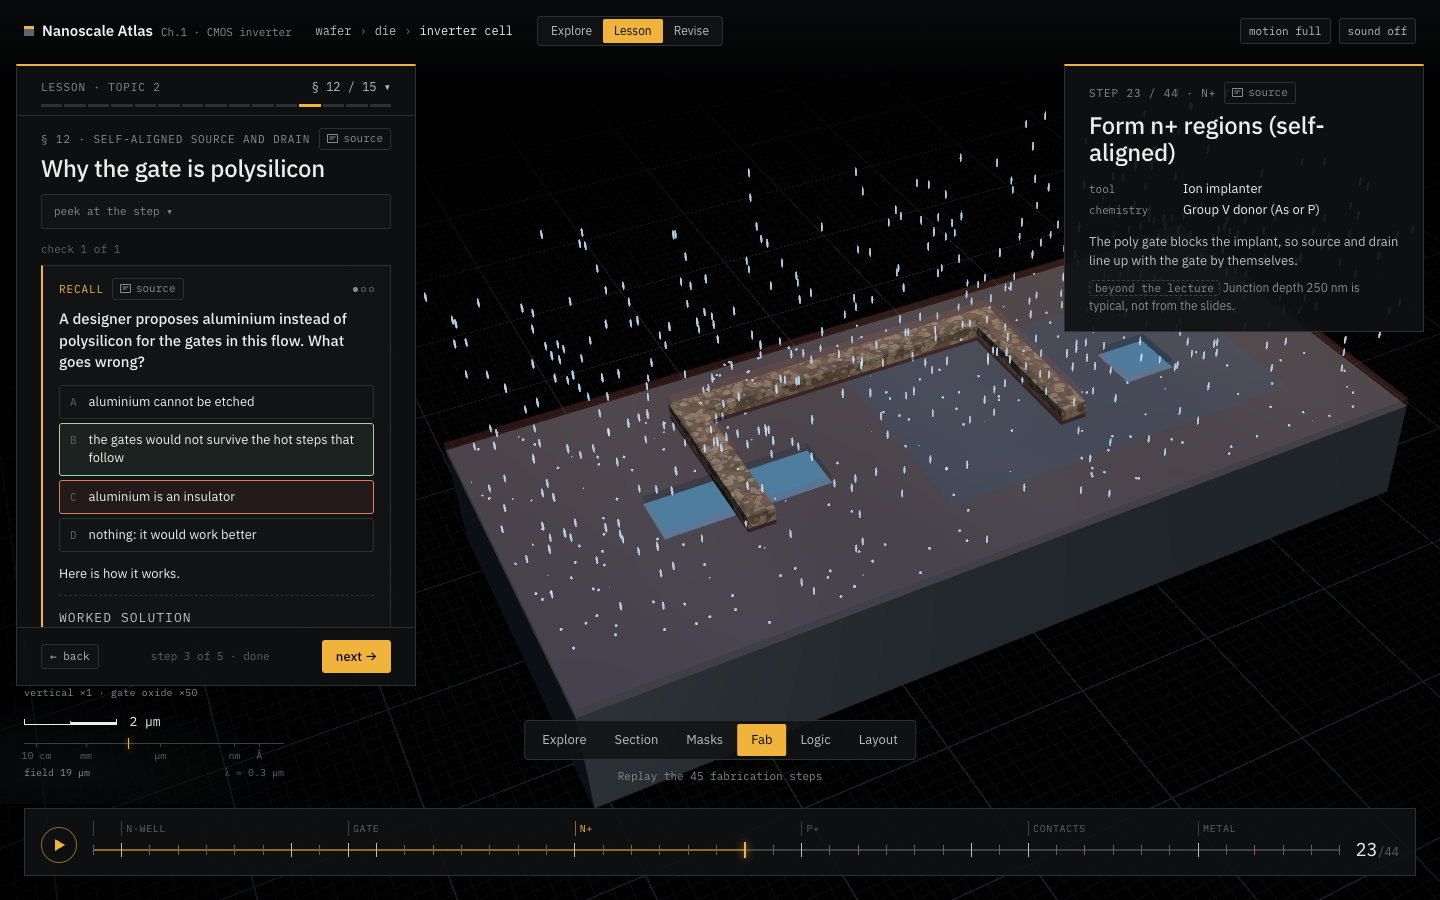 Nanoscale Atlas Ch.1 · CMOS inverter
wafer › die › inverter cell
Explore Lesson Revise
motion full sound off
LESSON · TOPIC 2 § 12 / 15 ▾
§ 12 · SELF-ALIGNED SOURCE AND DRAIN source
Why the gate is polysilicon
peek at the step ▾
check 1 of 1
RECALL source
A designer proposes aluminium instead of
polysilicon for the gates in this flow. What
goes wrong?
A aluminium cannot be etched
B the gates would not survive the hot steps that
follow
C aluminium is an insulator
D nothing: it would work better
Here is how it works.
WORKED SOLUTION
← back step 3 of 5 · done next →
STEP 23 / 44 · N+ source
Form n+ regions (self-
aligned)
tool Ion implanter
chemistry Group V donor (As or P)
The poly gate blocks the implant, so source and drain
line up with the gate by themselves.
beyond the lecture Junction depth 250 nm is
typical, not from the slides.
vertical ×1 · gate oxide ×50
2 µm
10 cm mm µm nm Å
field 19 µm λ = 0.3 µm
Explore Section Masks Fab Logic Layout
Replay the 45 fabrication steps
N-WELL GATE N+ P+ CONTACTS METAL
23/44